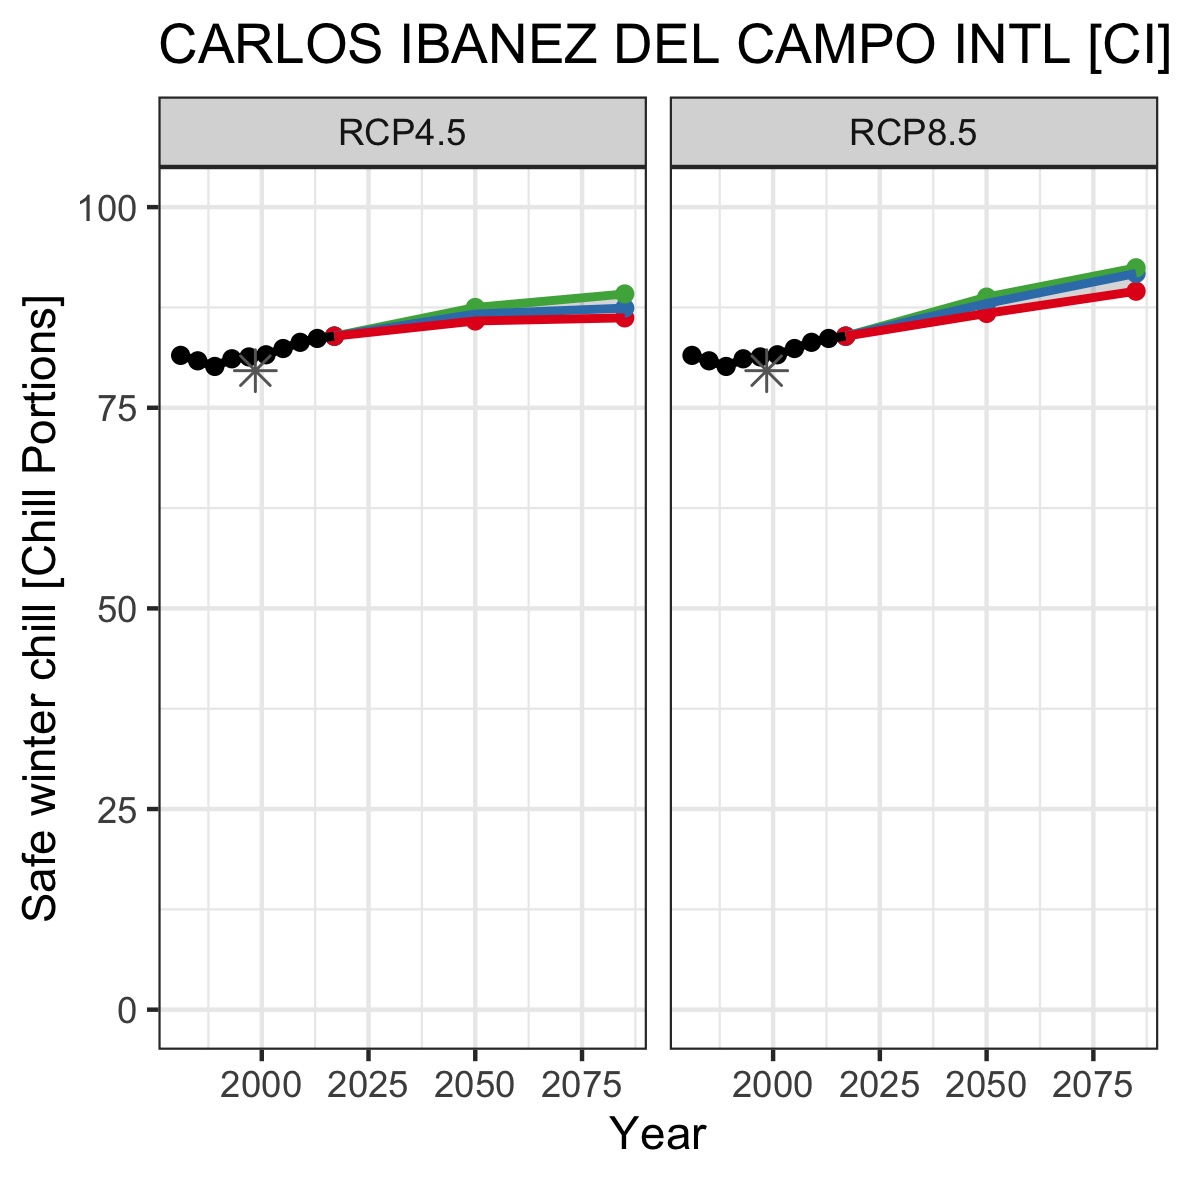 CARLOS IBANEZ DEL CAMPO INTL [CI]
RCP4.5 RCP8.5
100
75
50
25
0
Safe winter chill [Chill Portions]
2000 2025 2050 2075 2000 2025 2050 2075
Year